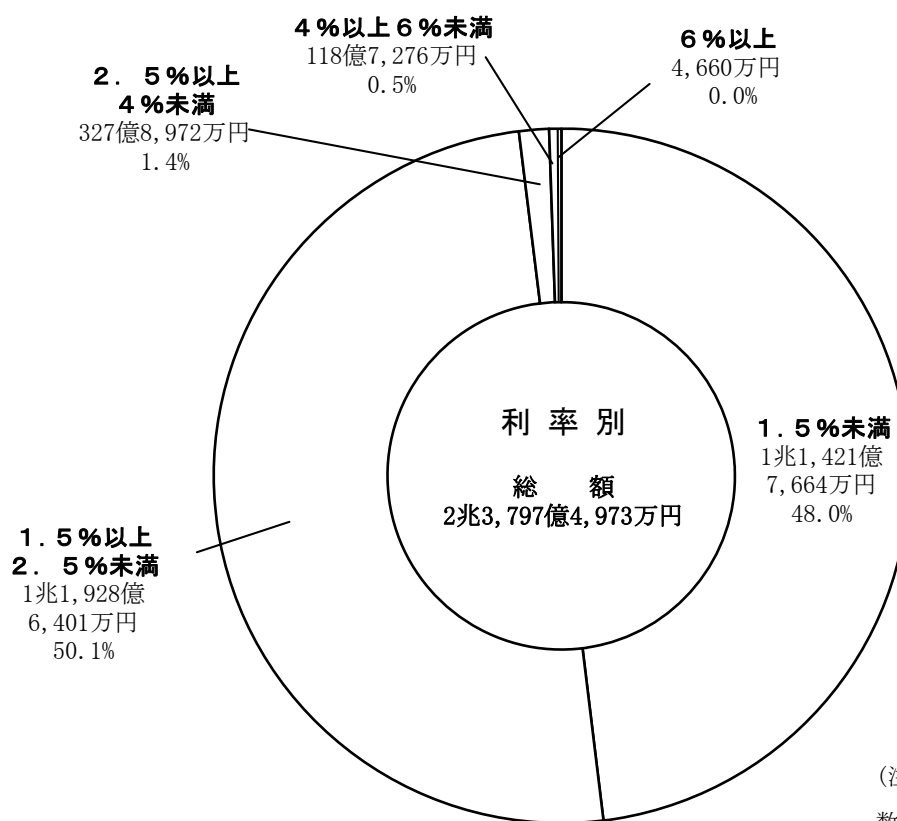 4%以上6%未満
118億7,276万円
0.5%
6%以上
4,660万円
0.0%
2.5%以上
4%未満
327億8,972万円
1.4%
利率別
総額
2兆3,797億4,973万円
1.5%未満
1兆1,421億
7,664万円
48.0%
1.5%以上
2.5%未満
1兆1,928億
6,401万円
50.1%
(注
数